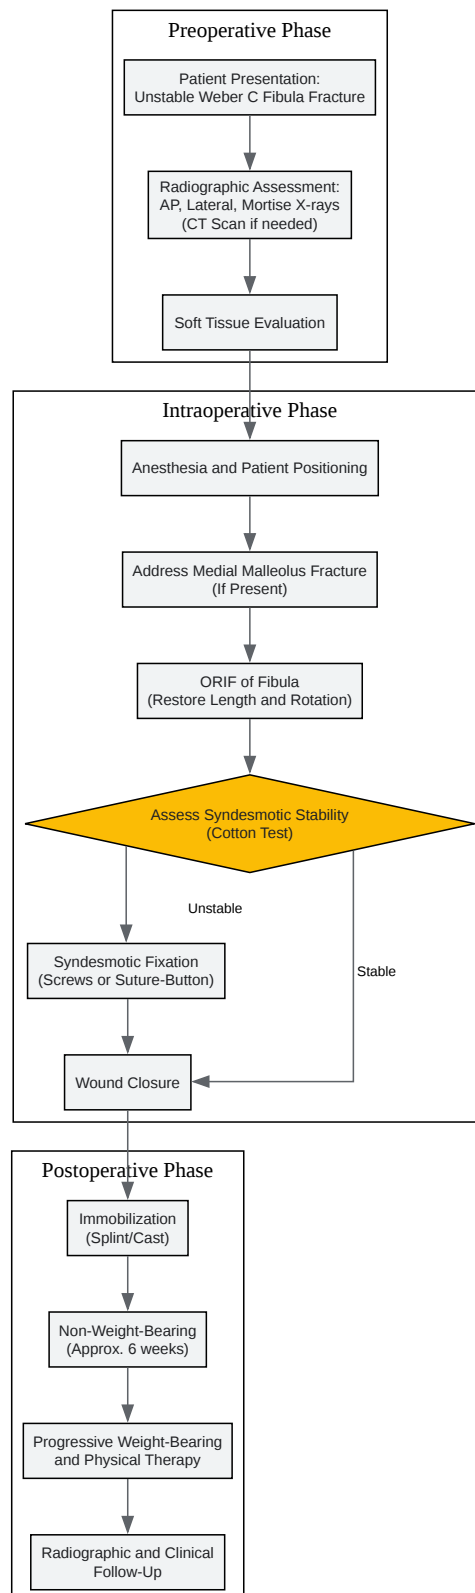 Preoperative Phase
Patient Presentation:
Unstable Weber C Fibula Fracture
Radiographic Assessment:
AP, Lateral, Mortise X-rays
(CT Scan if needed)
Soft Tissue Evaluation
Intraoperative Phase
Anesthesia and Patient Positioning
Address Medial Malleolus Fracture
(If Present)
ORIF of Fibula
(Restore Length and Rotation)
Assess Syndesmotic Stability
(Cotton Test)
Unstable
Syndesmotic Fixation
(Screws or Suture-Button)
Stable
Wound Closure
Postoperative Phase
Immobilization
(Splint/Cast)
Non-Weight-Bearing
(Approx. 6 weeks)
Progressive Weight-Bearing
and Physical Therapy
Radiographic and Clinical
Follow-Up